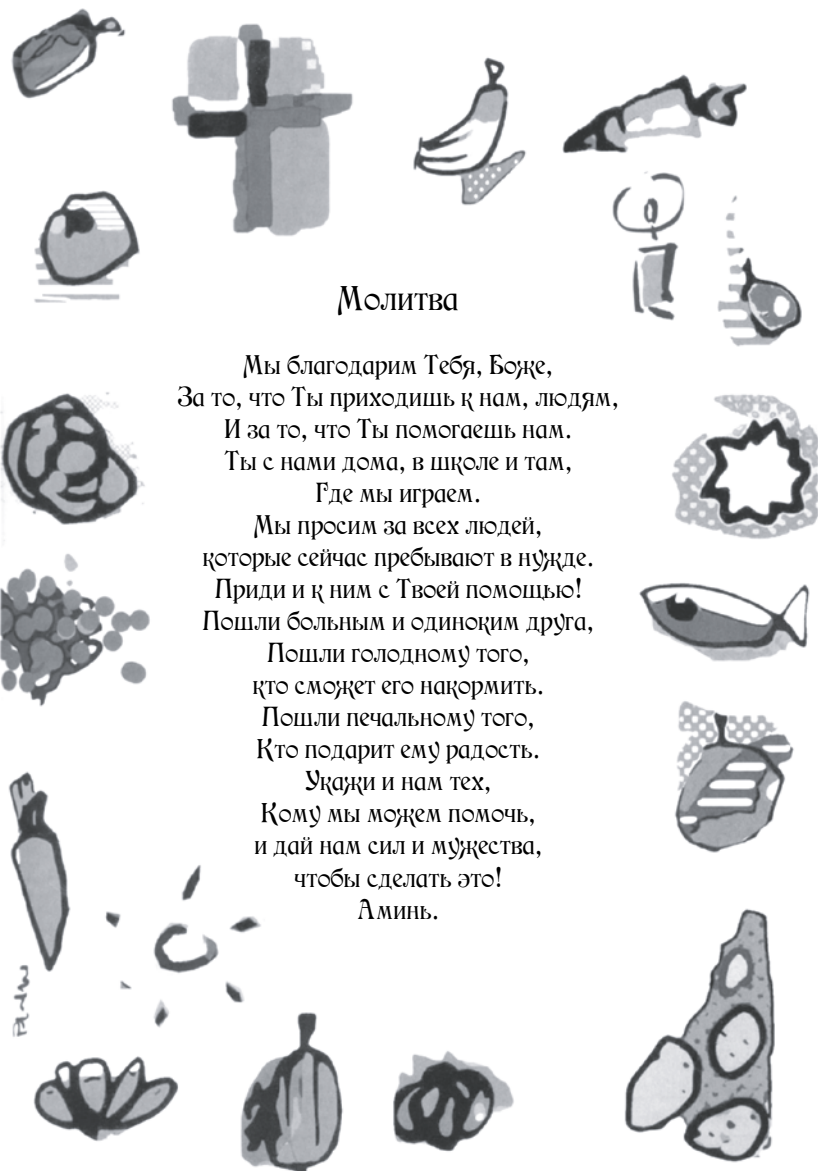 Молитва
Мы благодарим Тебя, Боже,
За то, что Ты приходишь к нам, людям,
И за то, что Ты помогаешь нам.
Ты с нами дома, в школе и там,
Где мы играем.
Мы просим за всех людей,
которые сейчас пребывают в нужде.
Приди и к ним с Твоей помощью!
Пошли больным и одиноким друга,
Пошли голодному того,
кто сможет его накормить.
Пошли печальному того,
Кто подарит ему радость.
Укажи и нам тех,
Кому мы можем помочь,
и дай нам сил и мужества,
чтобы сделать это!
Аминь.